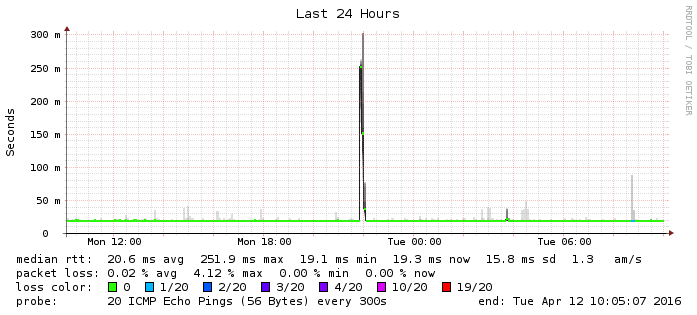 Last 24 Hours
RRDTOOL / TOBI OETIKER
Seconds
300 m
250 m
200 m
150 m
100 m
50 m
0
Mon 12:00 Mon 18:00 Tue 00:00 Tue 06:00
median rtt: 20.6 ms avg 251.9 ms max 19.1 ms min 19.3 ms now 15.8 ms sd 1.3 am/s
packet loss: 0.02 % avg 4.12 % max 0.00 % min 0.00 % now
loss color: 0 1/20 2/20 3/20 4/20 10/20 19/20
probe: 20 ICMP Echo Pings (56 Bytes) every 300s end: Tue Apr 12 10:05:07 2016